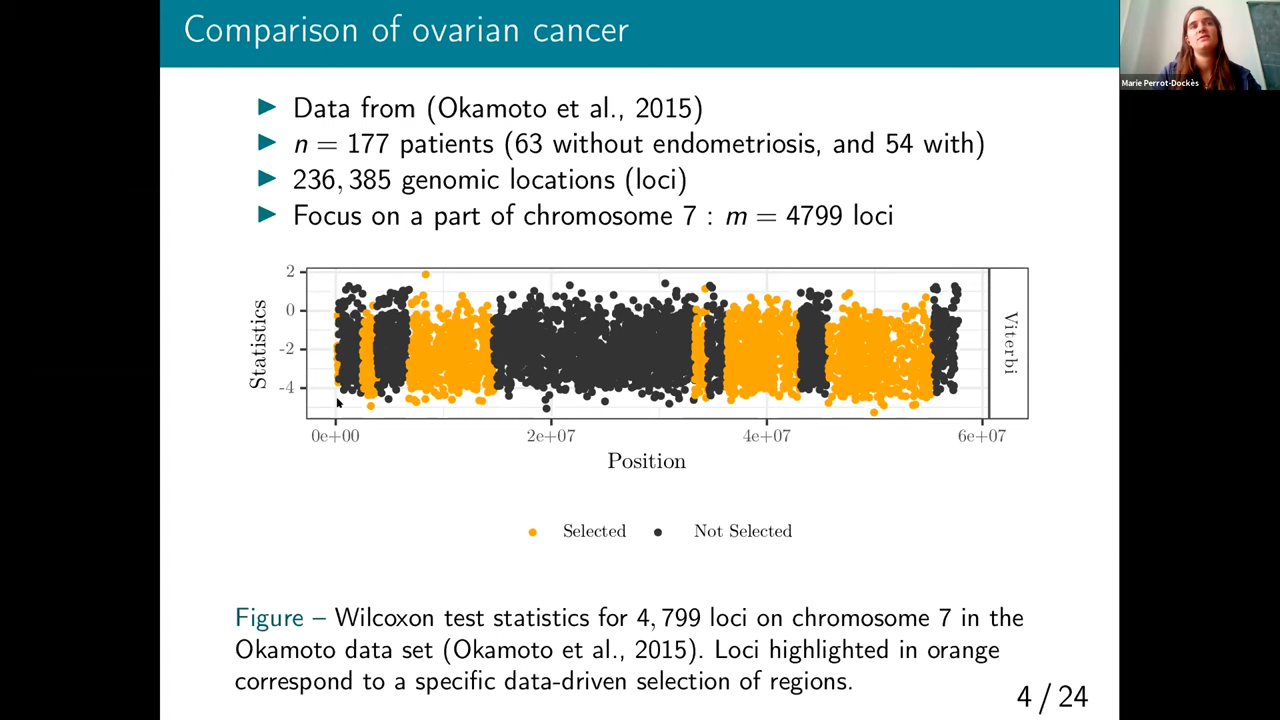 Comparison of ovarian cancer
Marie Perrot-Dockès
▶ Data from (Okamoto et al., 2015)
▶ n = 177 patients (63 without endometriosis, and 54 with)
▶ 236,385 genomic locations (loci)
▶ Focus on a part of chromosome 7 : m = 4799 loci
2
0
-2
-4
Statistics
Viterbi
0e+00 2e+07 4e+07 6e+07
Position
Selected Not Selected
Figure – Wilcoxon test statistics for 4,799 loci on chromosome 7 in the
Okamoto data set (Okamoto et al., 2015). Loci highlighted in orange
correspond to a specific data-driven selection of regions.
4 / 24